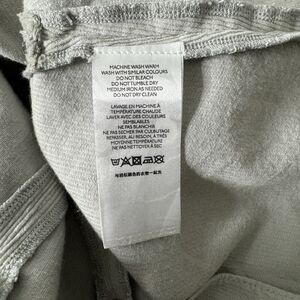 MACHINE WASH WARM
WASH WITH SIMILAR COLOURS
DO NOT BLEACH
DO NOT TUMBLE DRY
MEDIUM IRON AS NEEDED
DO NOT DRY CLEAN
LAVAGE EN MACHINE À
TEMPÉRATURE CHAUDE
LAVER AVEC DES COULEURS
SEMBLABLES
NE PAS BLANCHIR
NE PAS SÉCHER PAR CULBUTAGE
REPASSER, AU BESOIN, À TRÈS
MOYENNE TEMPÉRATURE
NE PAS NETTOYER À SEC